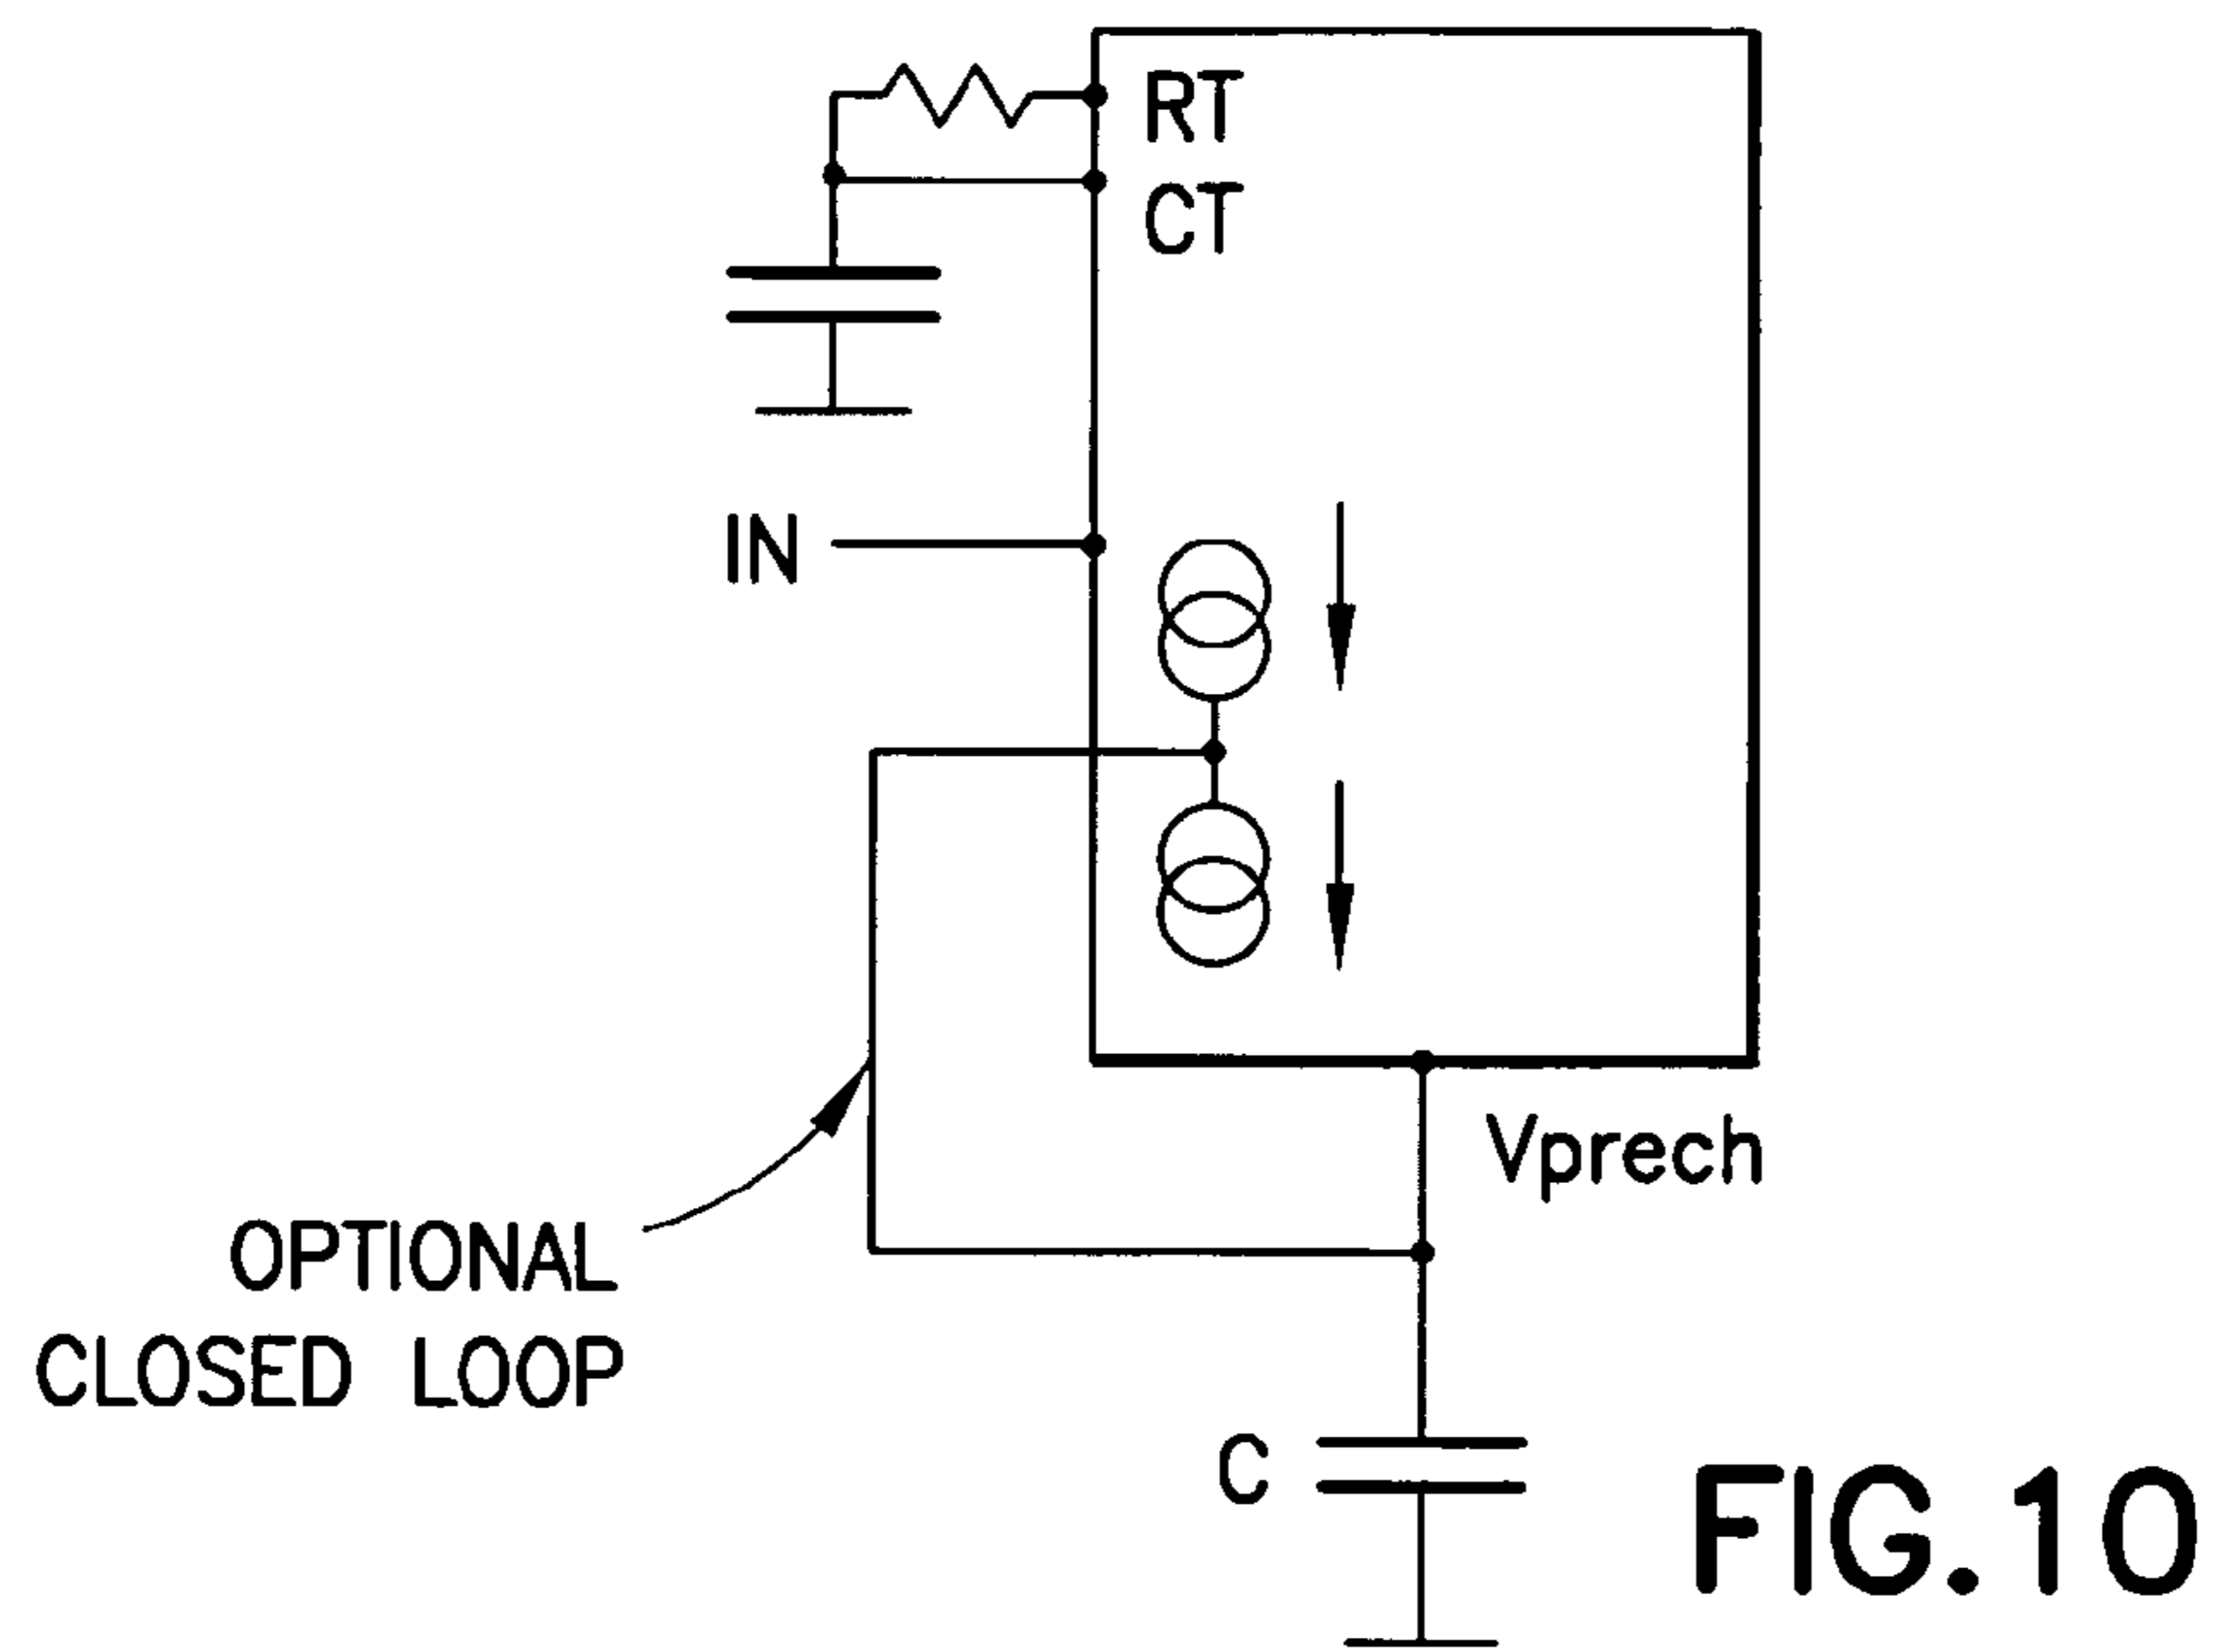 RT
CT
IN
Vprech
OPTIONAL
CLOSED LOOP
C
FIG.10